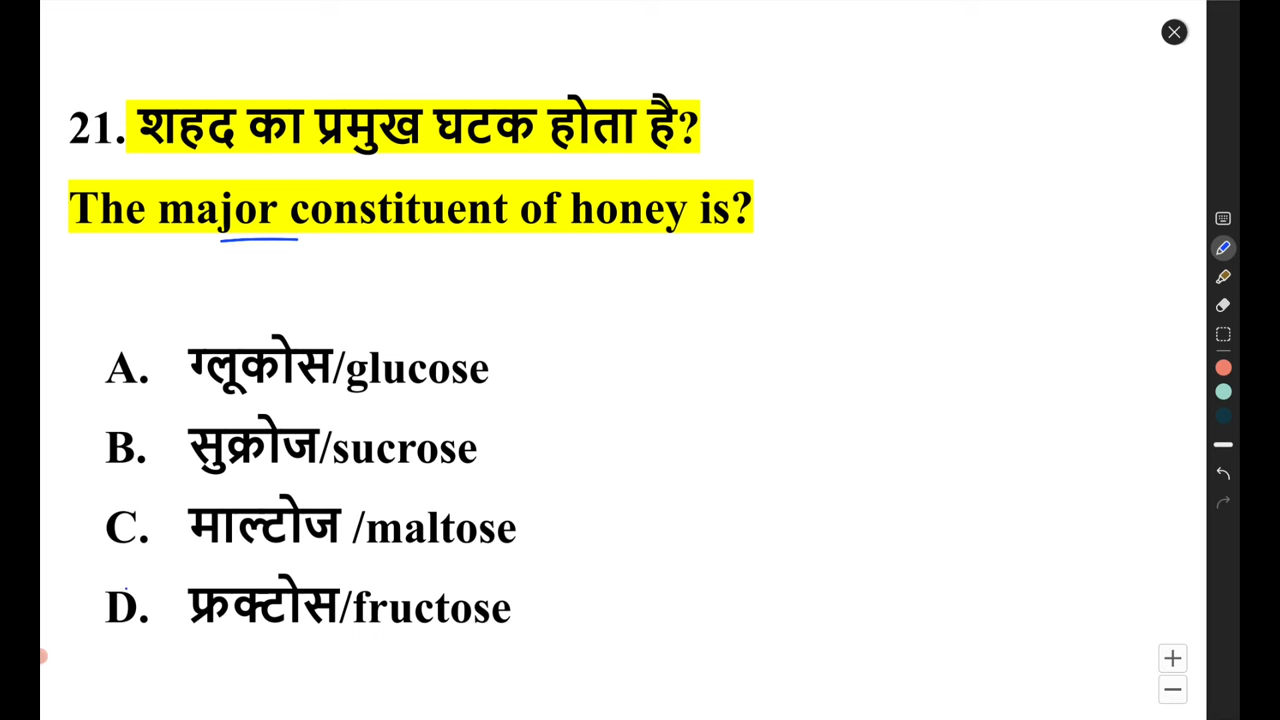 21. शहद का प्रमुख घटक होता है?
The major constituent of honey is?
A. ग्लूकोस/glucose
B. सुक्रोज/sucrose
C. माल्टोज /maltose
D. फ्रक्टोस/fructose